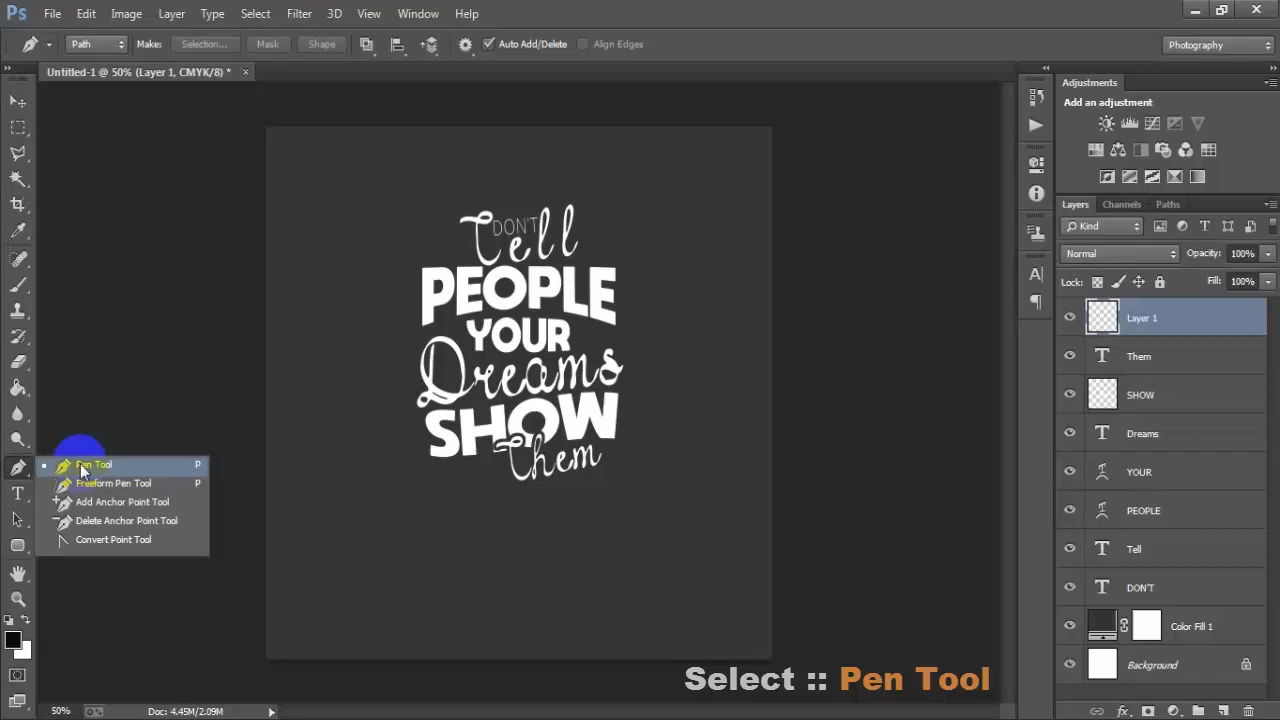 Ps File Edit Image Layer Type Select Filter 3D View Window Help
Path Make: Selection... Mask Shape Auto Add/Delete Align Edges Photography
Untitled-1 @ 50% (Layer 1, CMYK/8) *
Adjustments
Add an adjustment
Layers Channels Paths
Kind
Normal Opacity: 100%
Lock: Fill: 100%
Layer 1
Them
SHOW
Dreams
YOUR
PEOPLE
Tell
DON'T
Color Fill 1
Background
DON'T
Tell
PEOPLE
YOUR
Dreams
SHOW
Them
Pen Tool P
Freeform Pen Tool P
Add Anchor Point Tool
Delete Anchor Point Tool
Convert Point Tool
Select :: Pen Tool
50% Doc: 4.45M/2.09M